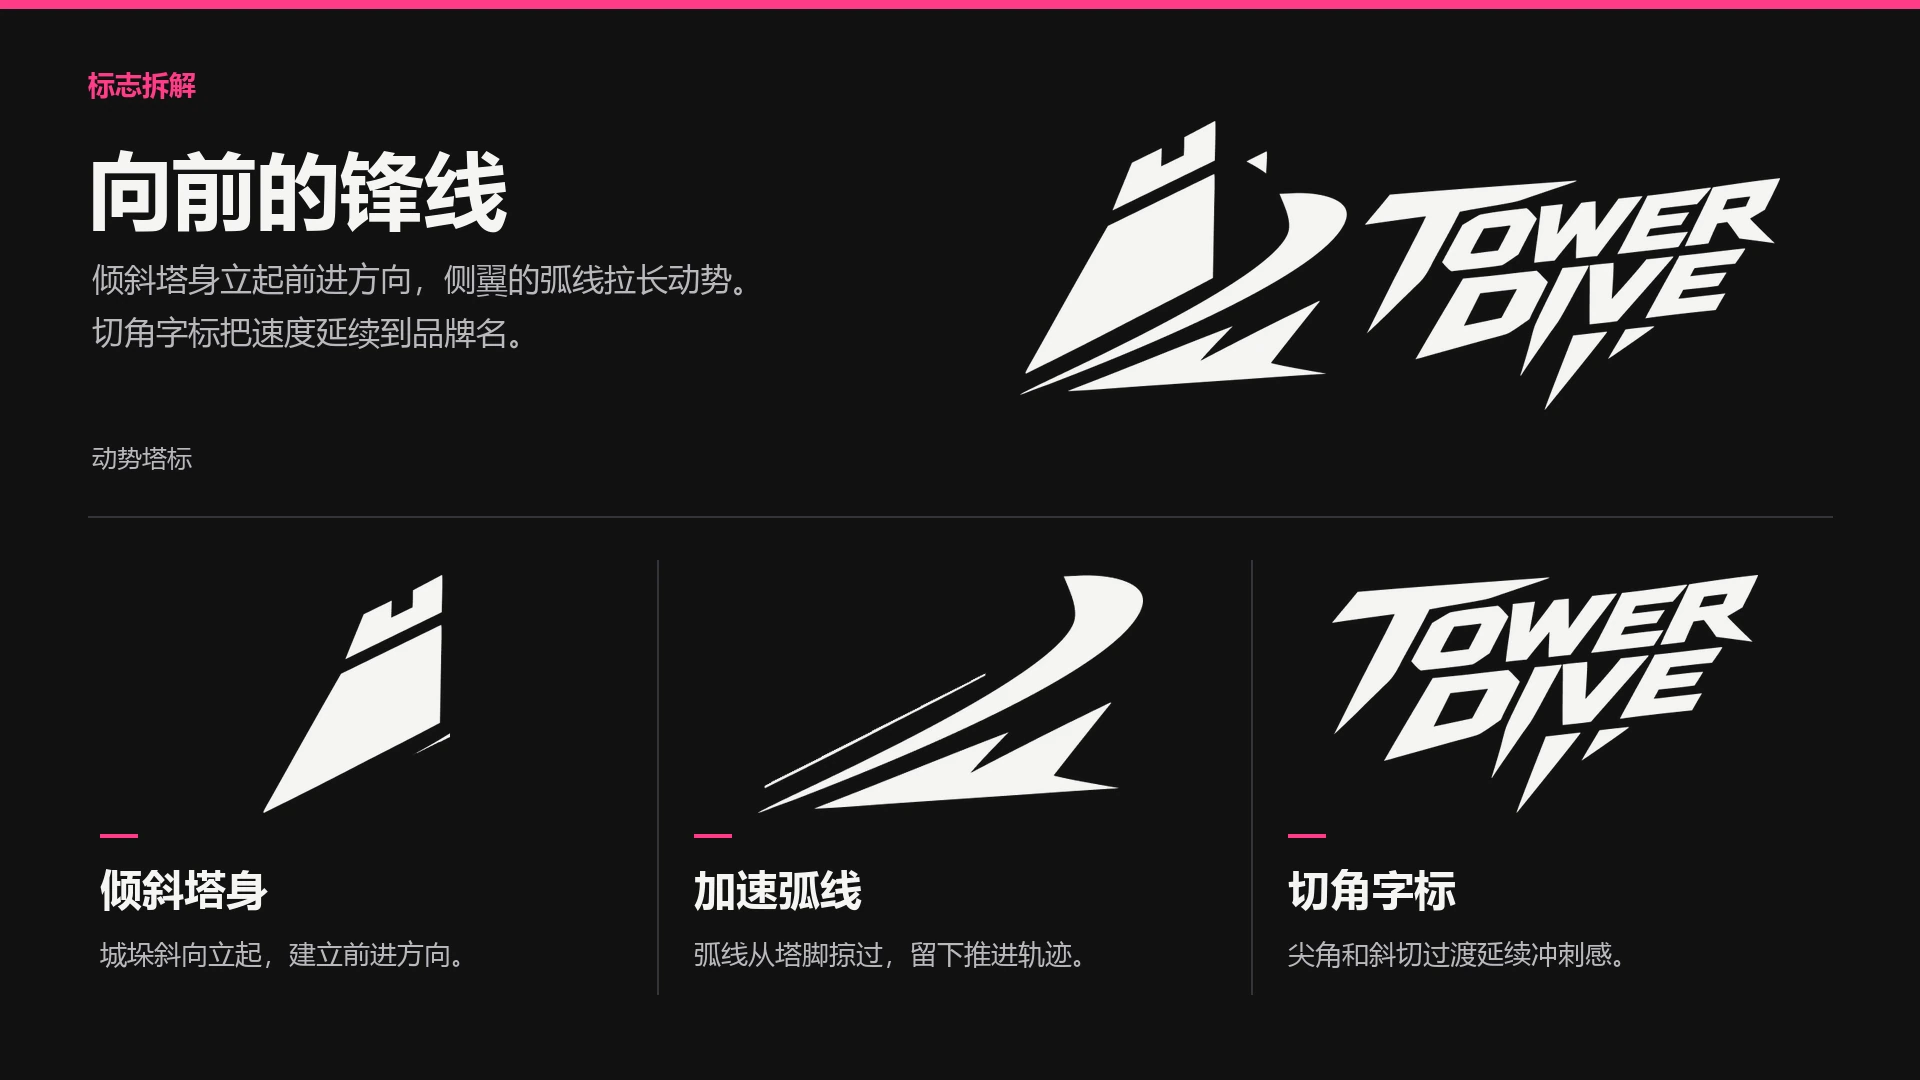 标志拆解
向前的锋线
倾斜塔身立起前进方向，侧翼的弧线拉长动势。
切角字标把速度延续到品牌名。
动势塔标
TOWER
DIVE
TOWER
DIVE
倾斜塔身
城垛斜向立起，建立前进方向。
加速弧线
弧线从塔脚掠过，留下推进轨迹。
切角字标
尖角和斜切过渡延续冲刺感。